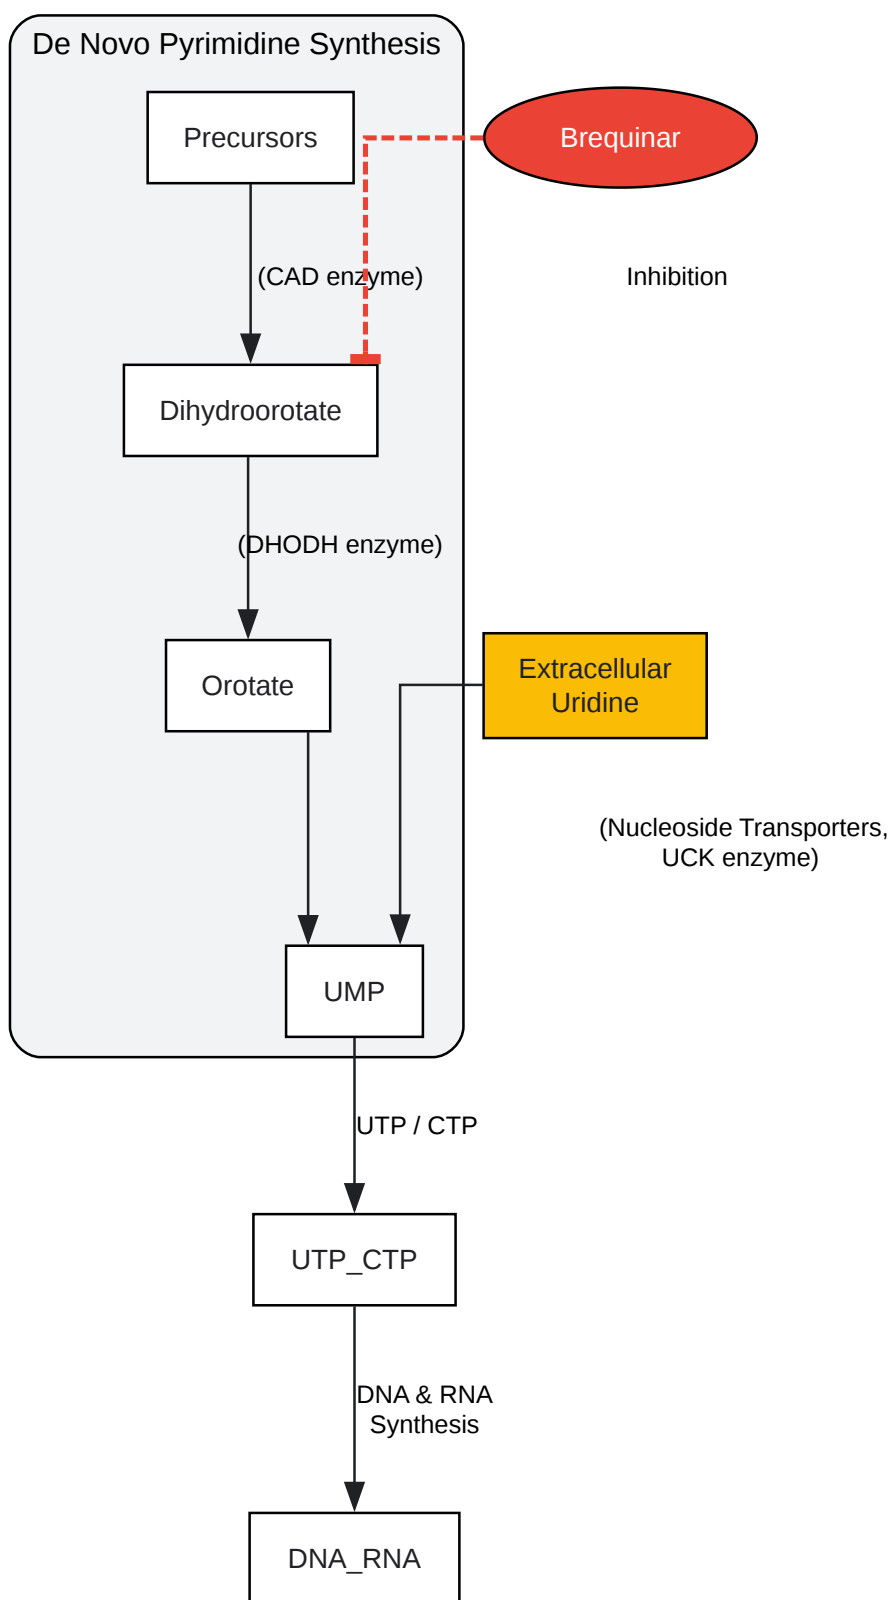 De Novo Pyrimidine Synthesis
Precursors
Brequinar
(CAD enzyme)
Inhibition
Dihydroorotate
(DHODH enzyme)
Orotate
Extracellular
Uridine
(Nucleoside Transporters,
UCK enzyme)
UMP
UTP / CTP
UTP_CTP
DNA & RNA
Synthesis
DNA_RNA